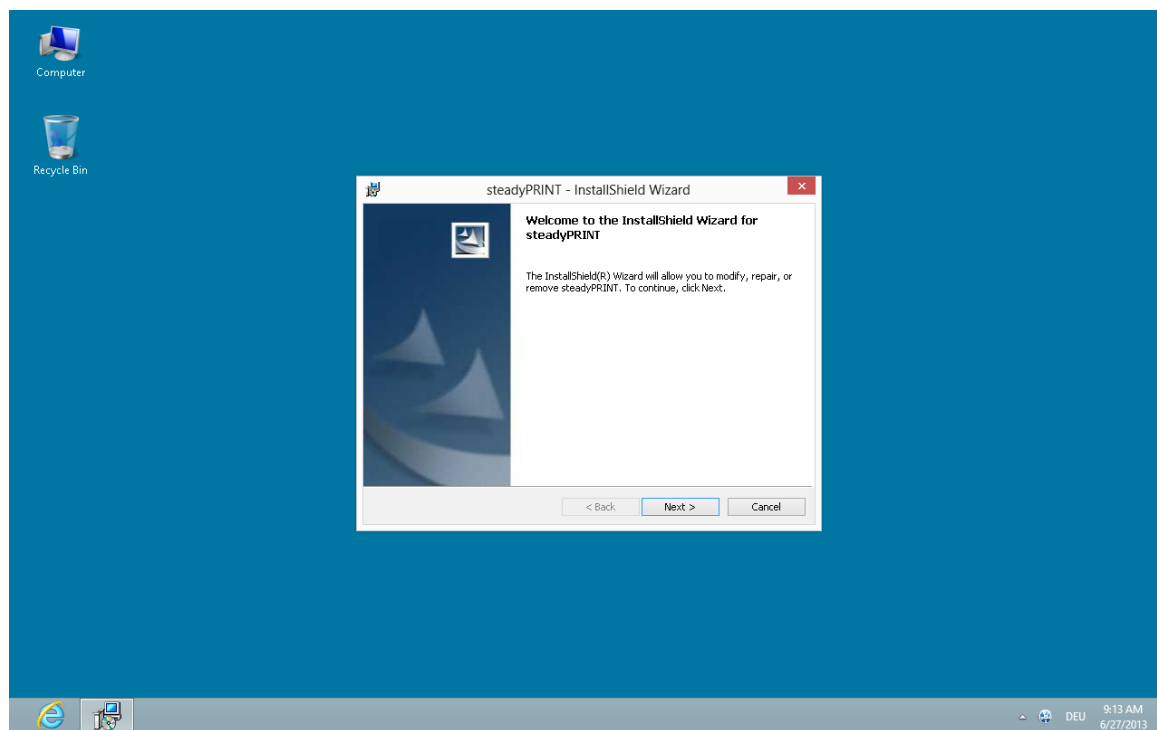 Computer
Recycle Bin
steadyPRINT - InstallShield Wizard
Welcome to the InstallShield Wizard for
steadyPRINT
The InstallShield(R) Wizard will allow you to modify, repair, or
remove steadyPRINT. To continue, click Next.
< Back
Next >
Cancel
DEU
9:13 AM
6/27/2013